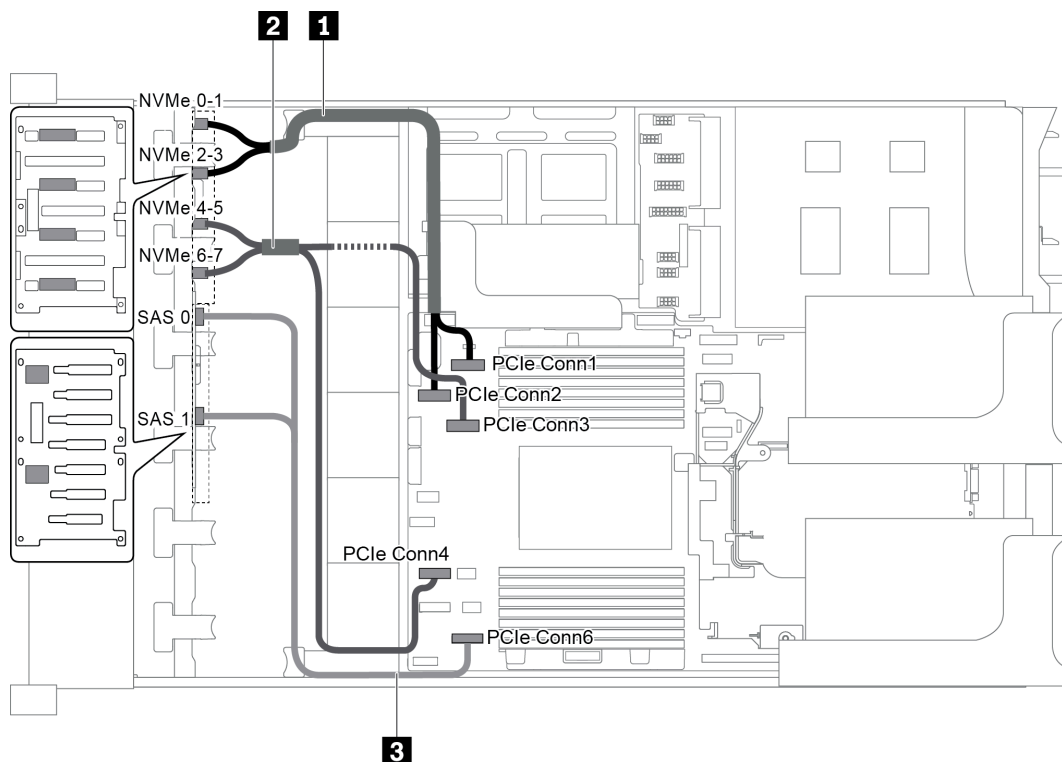 2
1
NVMe 0-1
NVMe 2-3
NVMe 4-5
NVMe 6-7
SAS 0
SAS 1
PCIe Conn1
PCIe Conn2
PCIe Conn3
PCIe Conn4
PCIe Conn6
3